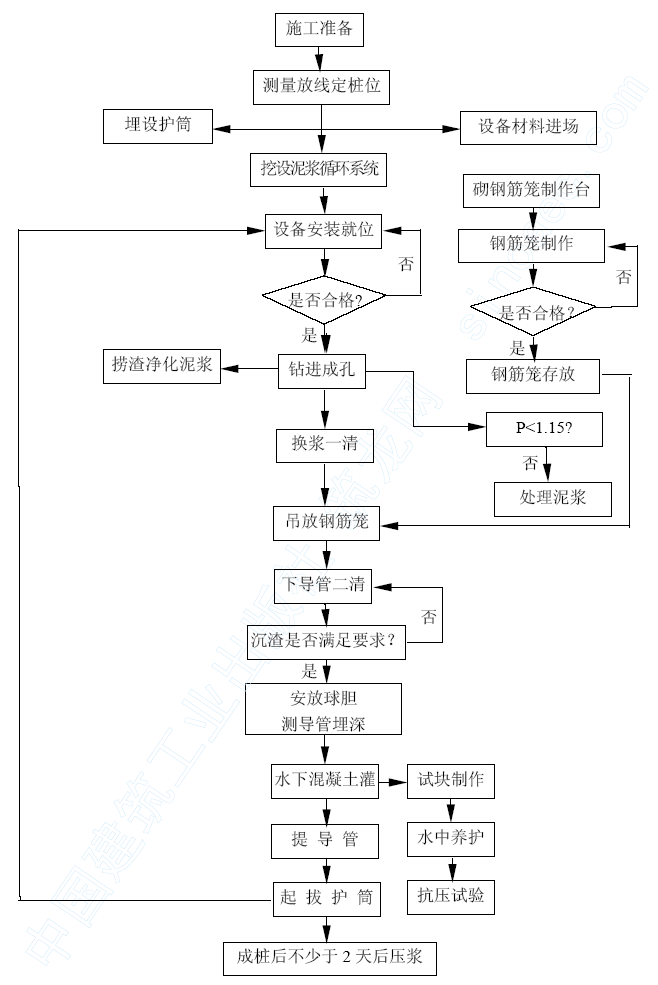 施工准备
测量放线定桩位
埋设护筒
设备材料进场
挖设泥浆循环系统
砌钢筋笼制作台
设备安装就位
钢筋笼制作
否
否
是否合格?
是否合格?
是
是
捞渣净化泥浆
钻进成孔
钢筋笼存放
P<1.15?
换浆一清
否
处理泥浆
吊放钢筋笼
下导管二清
否
沉渣是否满足要求?
是
安放球胆
测导管埋深
水下混凝土灌
试块制作
提导管
水中养护
起拔护筒
抗压试验
成桩后不少于2天后压浆